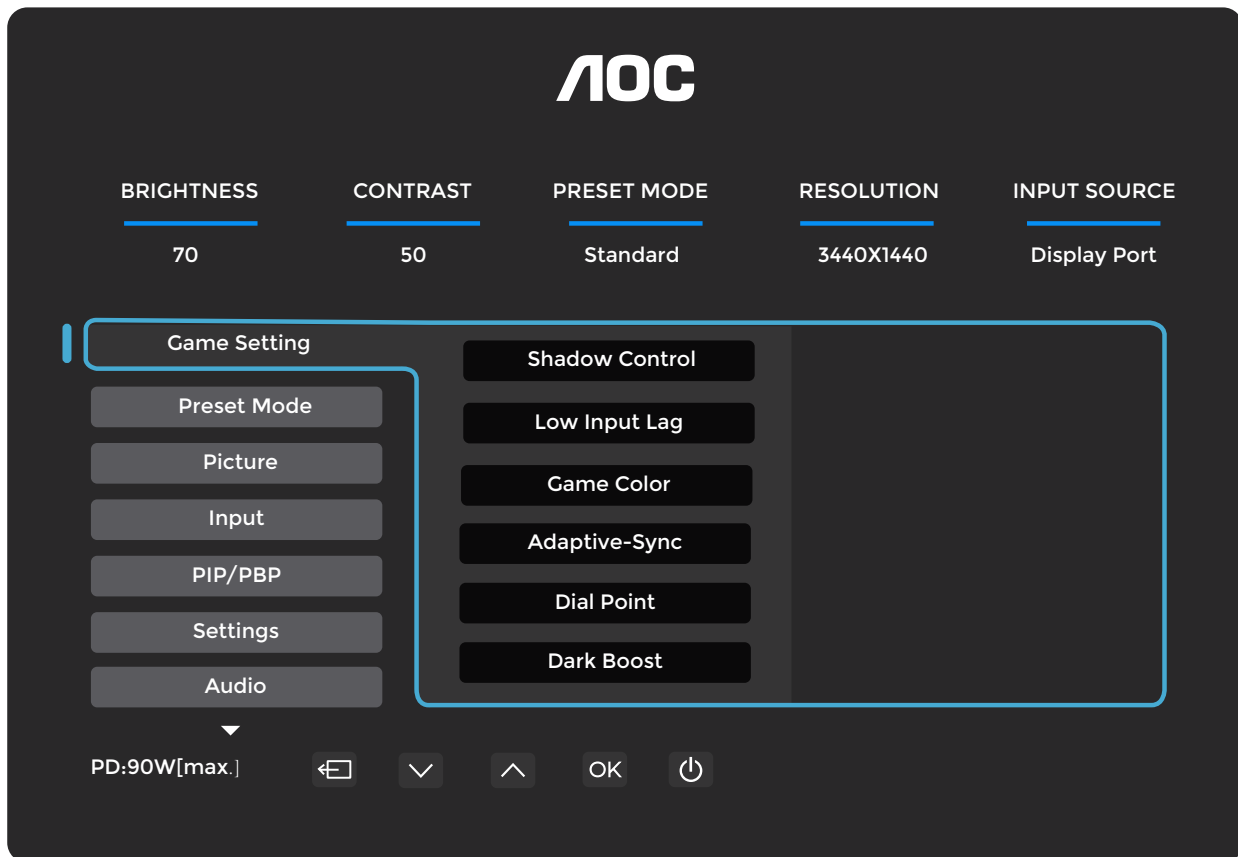 AOC
BRIGHTNESS CONTRAST PRESET MODE RESOLUTION INPUT SOURCE
70 50 Standard 3440X1440 Display Port
Game Setting
Preset Mode
Picture
Input
PIP/PBP
Settings
Audio
Shadow Control
Low Input Lag
Game Color
Adaptive-Sync
Dial Point
Dark Boost
PD:90W[max.] OK